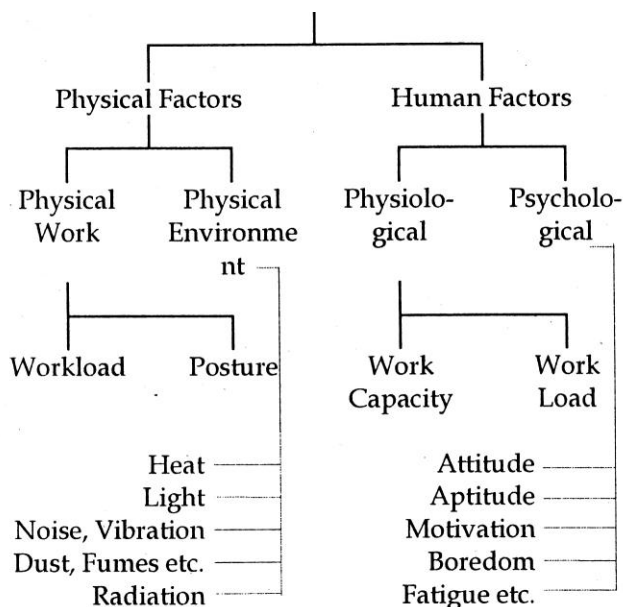 Physical Factors
Human Factors
Physical
Work
Physical
Environme
nt
Physiolo-
gical
Psycholo-
gical
Workload
Posture
Work
Capacity
Work
Load
Heat
Light
Noise, Vibration
Dust, Fumes etc.
Radiation
Attitude
Aptitude
Motivation
Boredom
Fatigue etc.